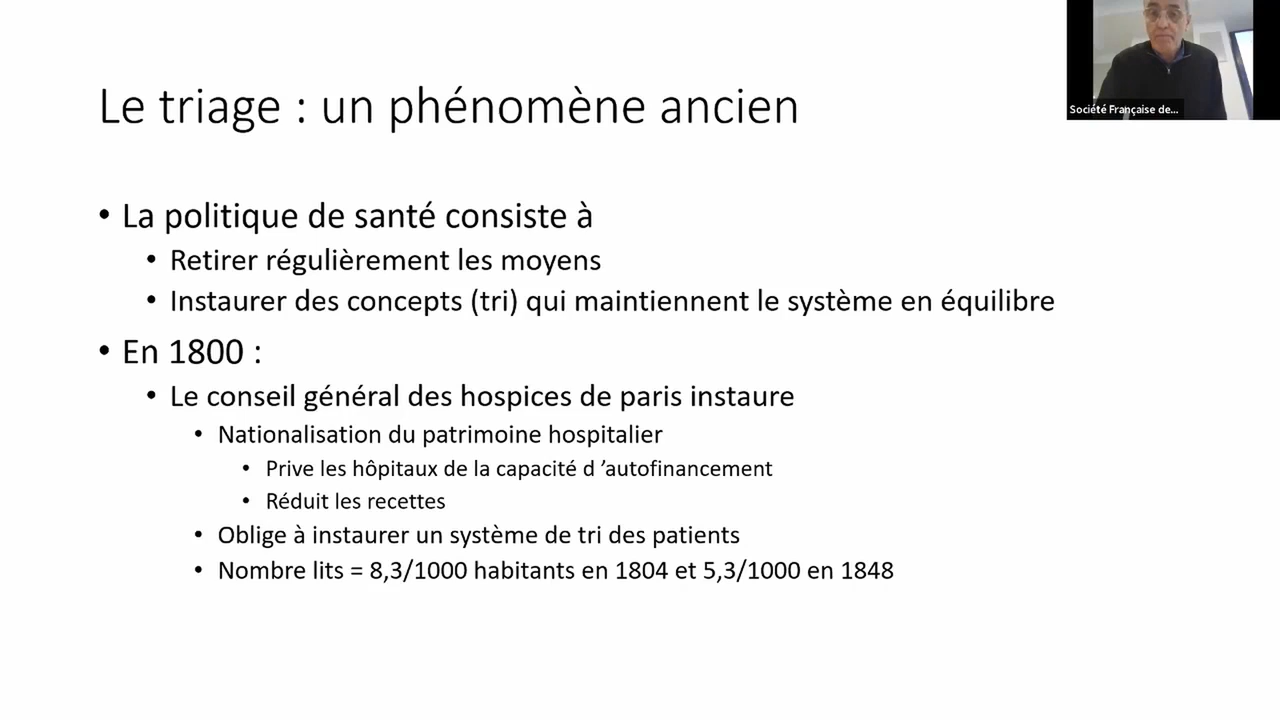 Le triage : un phénomène ancien
Société Française de...
• La politique de santé consiste à
• Retirer régulièrement les moyens
• Instaurer des concepts (tri) qui maintiennent le système en équilibre
• En 1800 :
• Le conseil général des hospices de paris instaure
• Nationalisation du patrimoine hospitalier
• Prive les hôpitaux de la capacité d ’autofinancement
• Réduit les recettes
• Oblige à instaurer un système de tri des patients
• Nombre lits = 8,3/1000 habitants en 1804 et 5,3/1000 en 1848